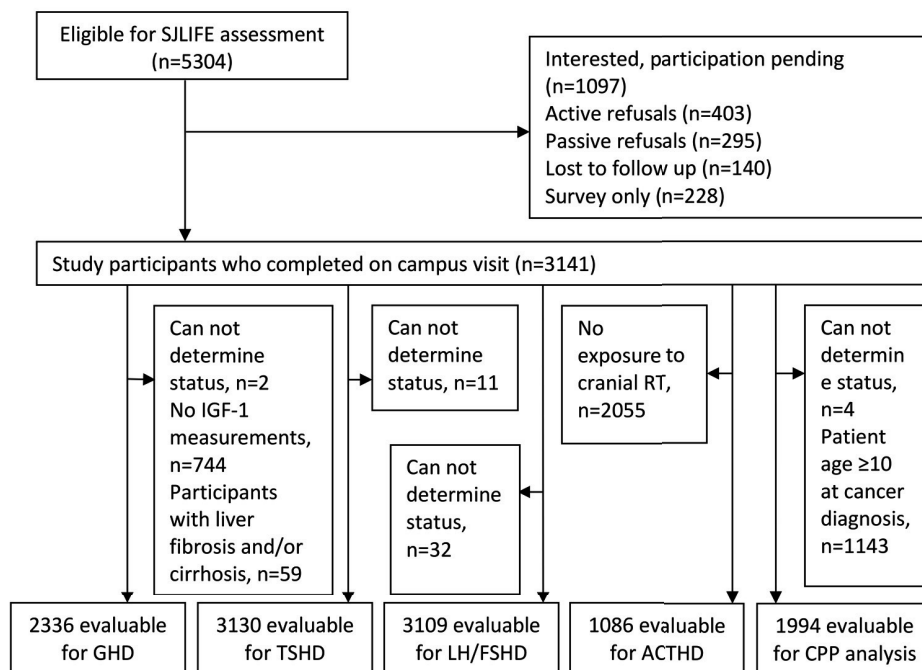 Eligible for SJLIFE assessment
(n=5304)
Interested, participation pending
(n=1097)
Active refusals (n=403)
Passive refusals (n=295)
Lost to follow up (n=140)
Survey only (n=228)
Study participants who completed on campus visit (n=3141)
Can not
determine
status, n=2
No IGF-1
measurements,
n=744
Participants
with liver
fibrosis and/or
cirrhosis, n=59
Can not
determine
status, n=11
Can not
determine
status,
n=32
No
exposure to
cranial RT,
n=2055
Can not
determin
e status,
n=4
Patient
age ≥10
at cancer
diagnosis,
n=1143
2336 evaluable
for GHD
3130 evaluable
for TSHD
3109 evaluable
for LH/FSHD
1086 evaluable
for ACTHD
1994 evaluable
for CPP analysis